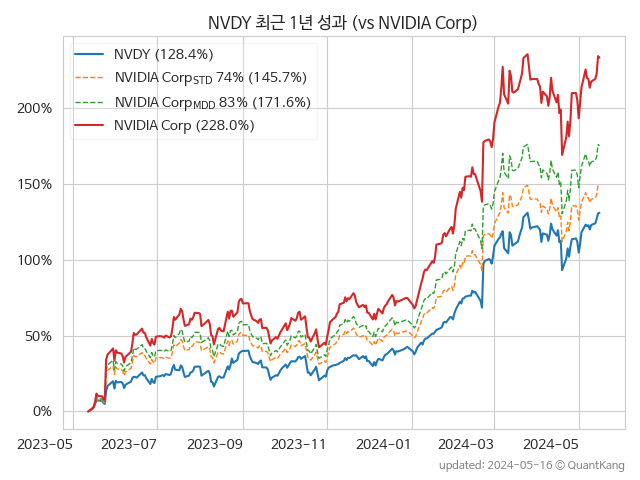 NVDY 최근 1년 성과 (vs NVIDIA Corp)
NVDY (128.4%)
NVIDIA CorpSTD 74% (145.7%)
NVIDIA CorpMDD 83% (171.6%)
NVIDIA Corp (228.0%)
200%
150%
100%
50%
0%
2023-05 2023-07 2023-09 2023-11 2024-01 2024-03 2024-05
updated: 2024-05-16 © QuantKang